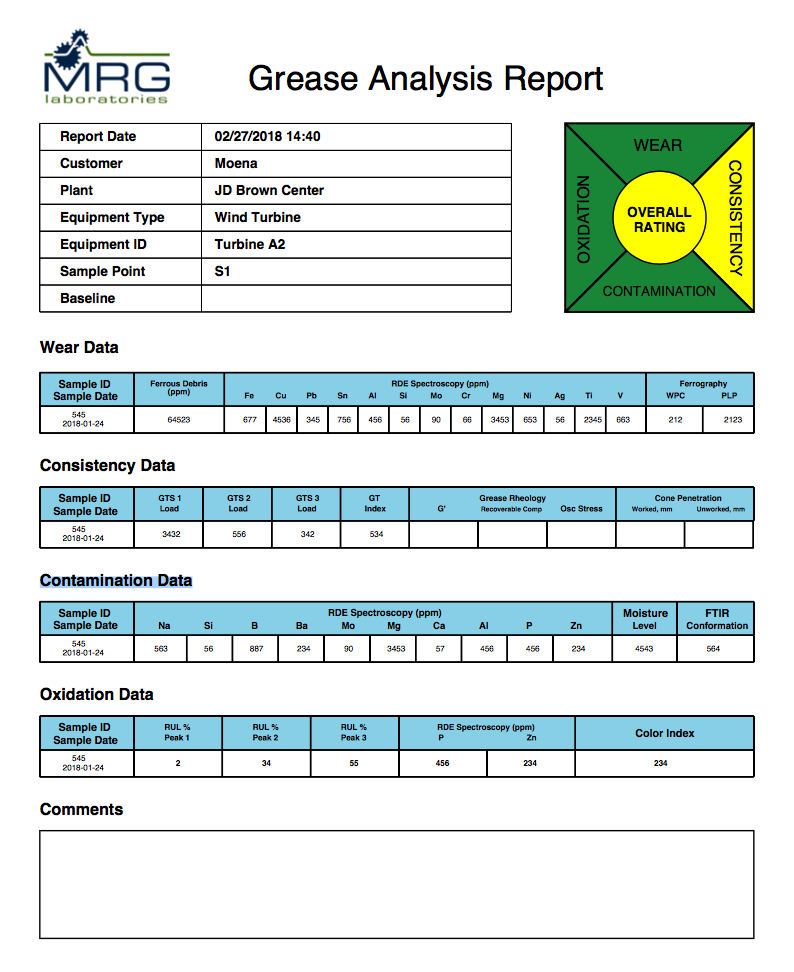 MRG
laboratories
Grease Analysis Report
Report Date 02/27/2018 14:40
Customer Moena
Plant JD Brown Center
Equipment Type Wind Turbine
Equipment ID Turbine A2
Sample Point S1
Baseline
WEAR
OXIDATION
CONSISTENCY
OVERALL
RATING
CONTAMINATION
Wear Data
Sample ID Ferrous Debris RDE Spectroscopy (ppm) Ferrography
Sample Date (ppm) Fe Cu Pb Sn Al Si Mo Cr Mg Ni Ag Ti V WPC PLP
545
2018-01-24 64523 677 4536 345 756 456 56 90 66 3453 653 56 2345 663 212 2123
Consistency Data
Sample ID GTS 1 GTS 2 GTS 3 GT Grease Rheology Cone Penetration
Sample Date Load Load Load Index G' Recoverable Comp Osc Stress Worked, mm Unworked, mm
545
2018-01-24 3432 556 342 534
Contamination Data
Sample ID RDE Spectroscopy (ppm) Moisture FTIR
Sample Date Na Si B Ba Mo Mg Ca Al P Zn Level Conformation
545
2018-01-24 563 56 887 234 90 3453 57 456 456 234 4543 564
Oxidation Data
Sample ID RUL % RUL % RUL % RDE Spectroscopy (ppm) Color Index
Sample Date Peak 1 Peak 2 Peak 3 P Zn
545
2018-01-24 2 34 55 456 234 234
Comments